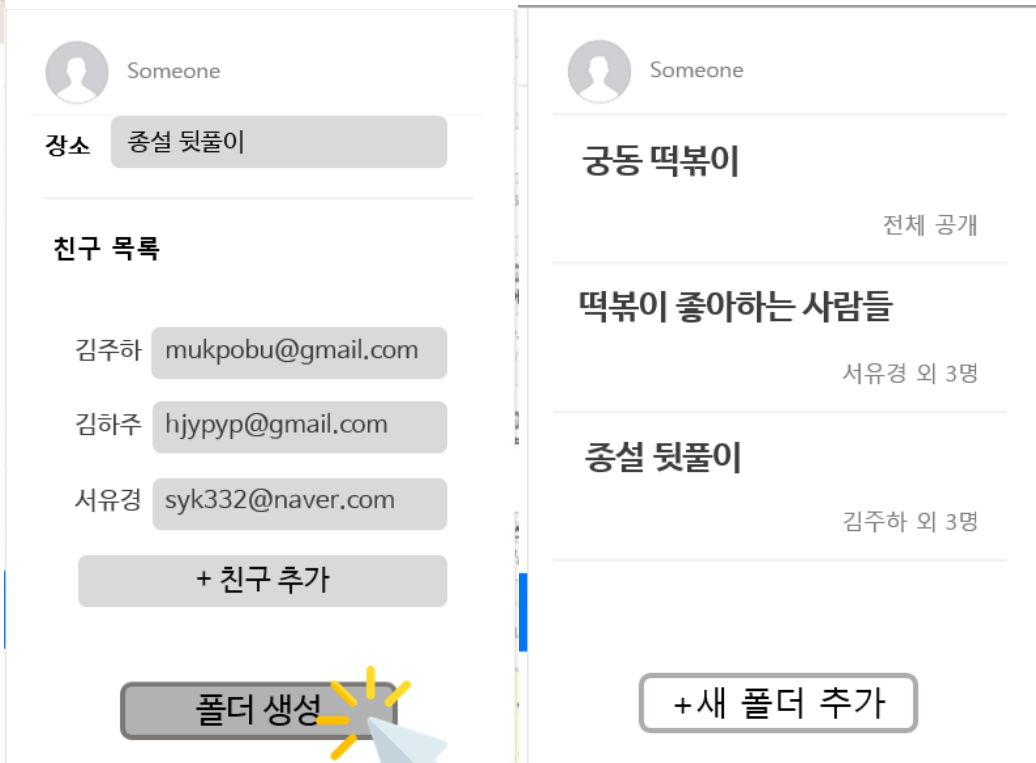 Someone
장소 종설 뒷풀이
친구 목록
김주하 mukpobu@gmail.com
김하주 hjypyp@gmail.com
서유경 syk332@naver.com
+ 친구 추가
폴더 생성
Someone
궁동 떡볶이
전체 공개
떡볶이 좋아하는 사람들
서유경 외 3명
종설 뒷풀이
김주하 외 3명
+새 폴더 추가